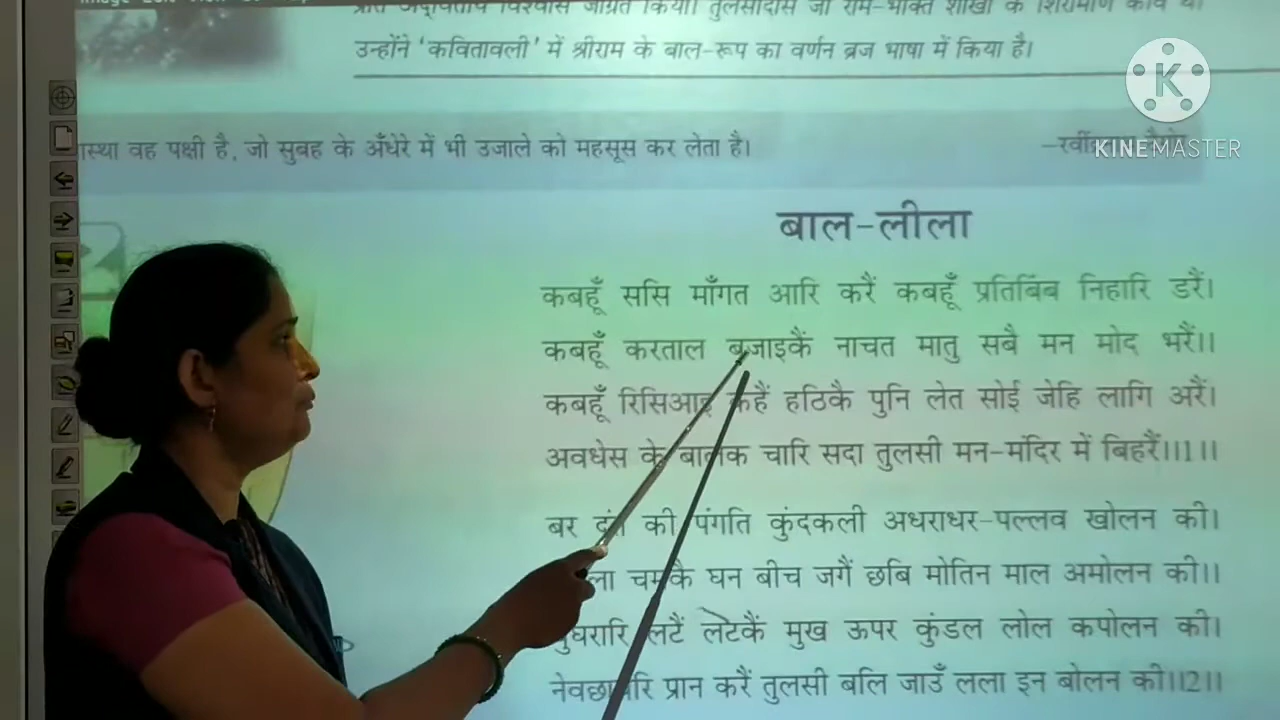 उन्होंने 'कवितावली' में श्रीराम के बाल-रूप का वर्णन ब्रज भाषा में किया है।
वह पक्षी है, जो सुबह के अँधेरे में भी उजाले को महसूस कर लेता है।
KINEMASTER
बाल-लीला
कबहूँ ससि माँगत आरि करैं कबहूँ प्रतिबिंब निहारि डरैं।
कबहूँ करताल बजाइकैं नाचत मातु सबै मन मोद भरैं।।
कबहूँ रिसिआइ कहैं हठिकै पुनि लेत सोई जेहि लागि अरैं।
अवधेस के बालक चारि सदा तुलसी मन-मंदिर में बिहरैं।।1।।
बर दंत की पंगति कुंदकली अधराधर-पल्लव खोलन की।
चमकै घन बीच जगैं छबि मोतिन माल अमोलन की।।
लटैं लटकैं मुख ऊपर कुंडल लोल कपोलन की।
नेवछावरि प्रान करैं तुलसी बलि जाउँ लला इन बोलन की।।2।।